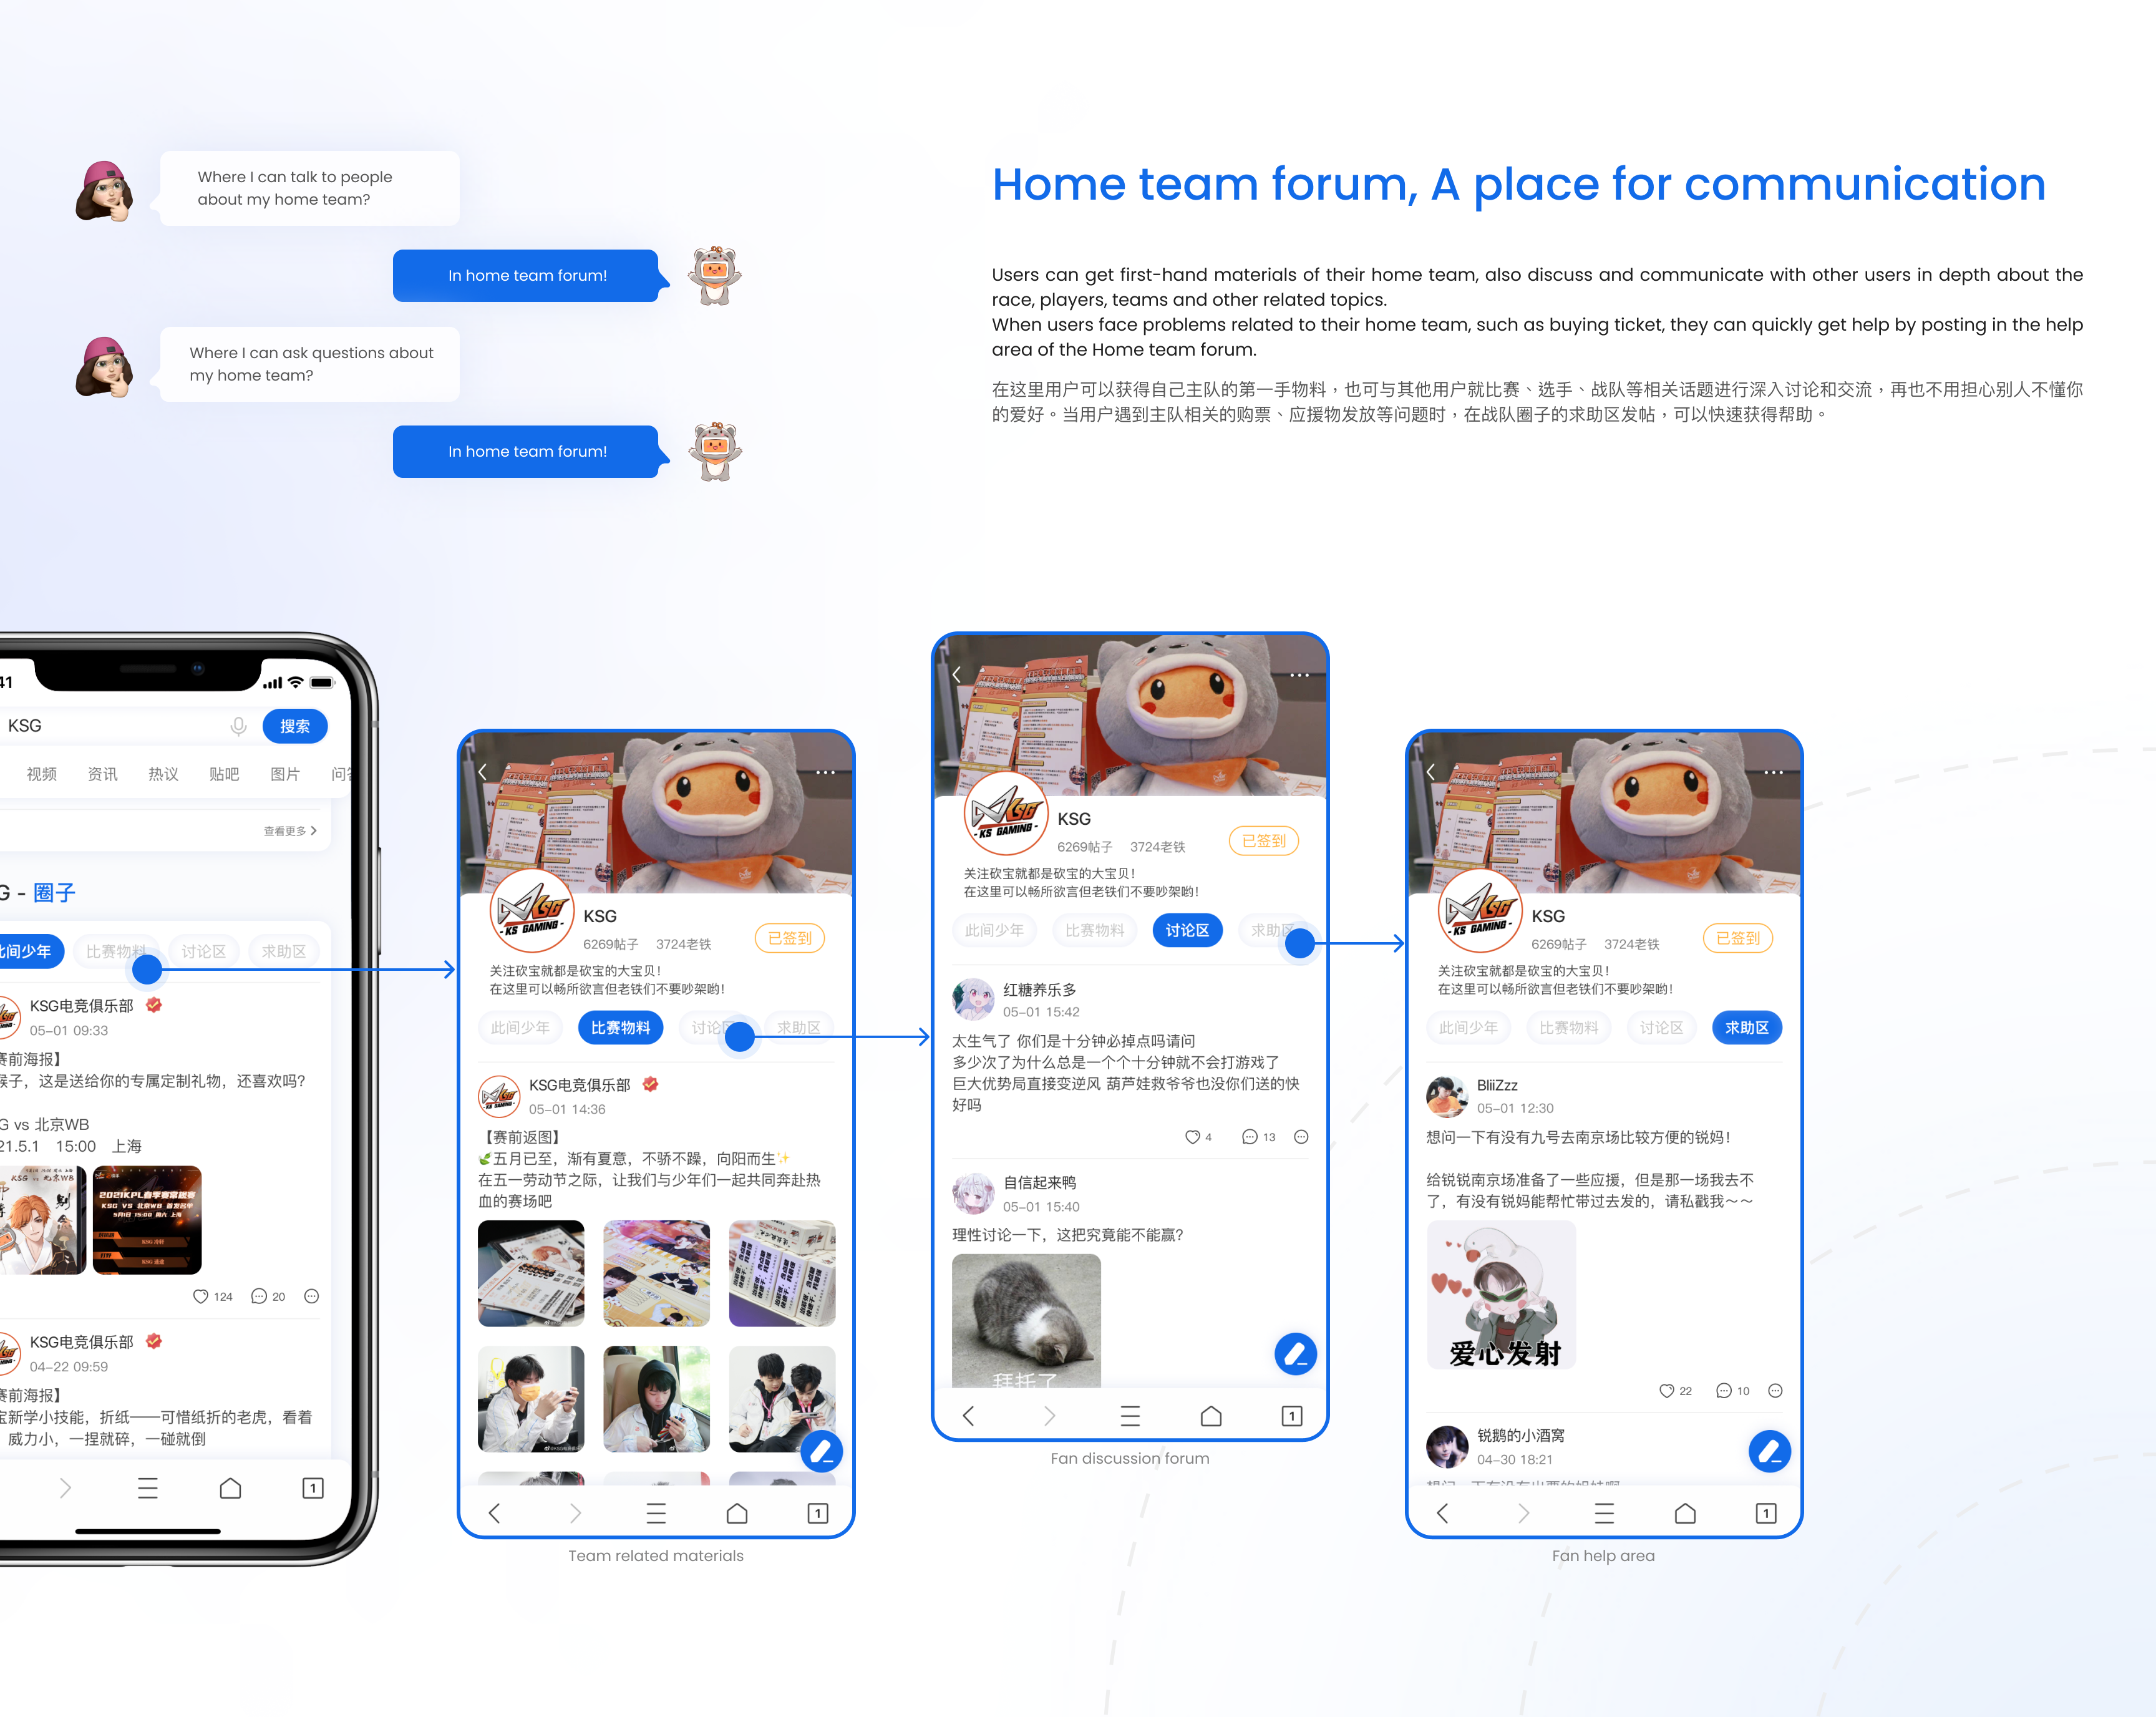 Where I can talk to people
about my home team?
In home team forum!
Where I can ask questions about
my home team?
In home team forum!
Home team forum, A place for communication
Users can get first-hand materials of their home team, also discuss and communicate with other users in depth about the
race, players, teams and other related topics.
When users face problems related to their home team, such as buying ticket, they can quickly get help by posting in the help
area of the Home team forum.
在这里用户可以获得自己主队的第一手物料，也可与其他用户就比赛、选手、战队等相关话题进行深入讨论和交流，再也不用担心别人不懂你
的爱好。当用户遇到主队相关的购票、应援物发放等问题时，在战队圈子的求助区发帖，可以快速获得帮助。
41
KSG 搜索
视频 资讯 热议 贴吧 图片 问答
查看更多
G - 圈子
此间少年 比赛物料 讨论区 求助区
KSG电竞俱乐部
05-01 09:33
赛前海报】
猴子，这是送给你的专属定制礼物，还喜欢吗？
G vs 北京WB
21.5.1 15:00 上海
KSG vs 北京WB
2021KPL春季赛常规赛
KSG VS 北京WB 首发名单
5月1日 15:00 周六 上海
124 20
KSG电竞俱乐部
04-22 09:59
赛前海报】
宝新学小技能，折纸——可惜纸折的老虎，看着
威力小，一捏就碎，一碰就倒
1
KSG
KS GAMING
KSG
6269帖子 3724老铁
已签到
关注砍宝就都是砍宝的大宝贝！
在这里可以畅所欲言但老铁们不要吵架哟！
此间少年 比赛物料 讨论区 求助区
KSG电竞俱乐部
05-01 14:36
【赛前返图】
五月已至，渐有夏意，不骄不躁，向阳而生
在五一劳动节之际，让我们与少年们一起共同奔赴热
血的赛场吧
1
Team related materials
KSG
KS GAMING
KSG
6269帖子 3724老铁
已签到
关注砍宝就都是砍宝的大宝贝！
在这里可以畅所欲言但老铁们不要吵架哟！
此间少年 比赛物料 讨论区 求助区
红糖养乐多
05-01 15:42
太生气了 你们是十分钟必掉点吗请问
多少次了为什么总是一个个十分钟就不会打游戏了
巨大优势局直接变逆风 葫芦娃救爷爷也没你们送的快
好吗
4 13
自信起来鸭
05-01 15:40
理性讨论一下，这把究竟能不能赢？
拜托了
1
Fan discussion forum
KSG
KS GAMING
KSG
6269帖子 3724老铁
已签到
关注砍宝就都是砍宝的大宝贝！
在这里可以畅所欲言但老铁们不要吵架哟！
此间少年 比赛物料 讨论区 求助区
BliiZzz
05-01 12:30
想问一下有没有九号去南京场比较方便的锐妈！
给锐锐南京场准备了一些应援，但是那一场我去不
了，有没有锐妈能帮忙带过去发的，请私戳我～～
爱心发射
22 10
锐鹅的小酒窝
04-30 18:21
1
Fan help area